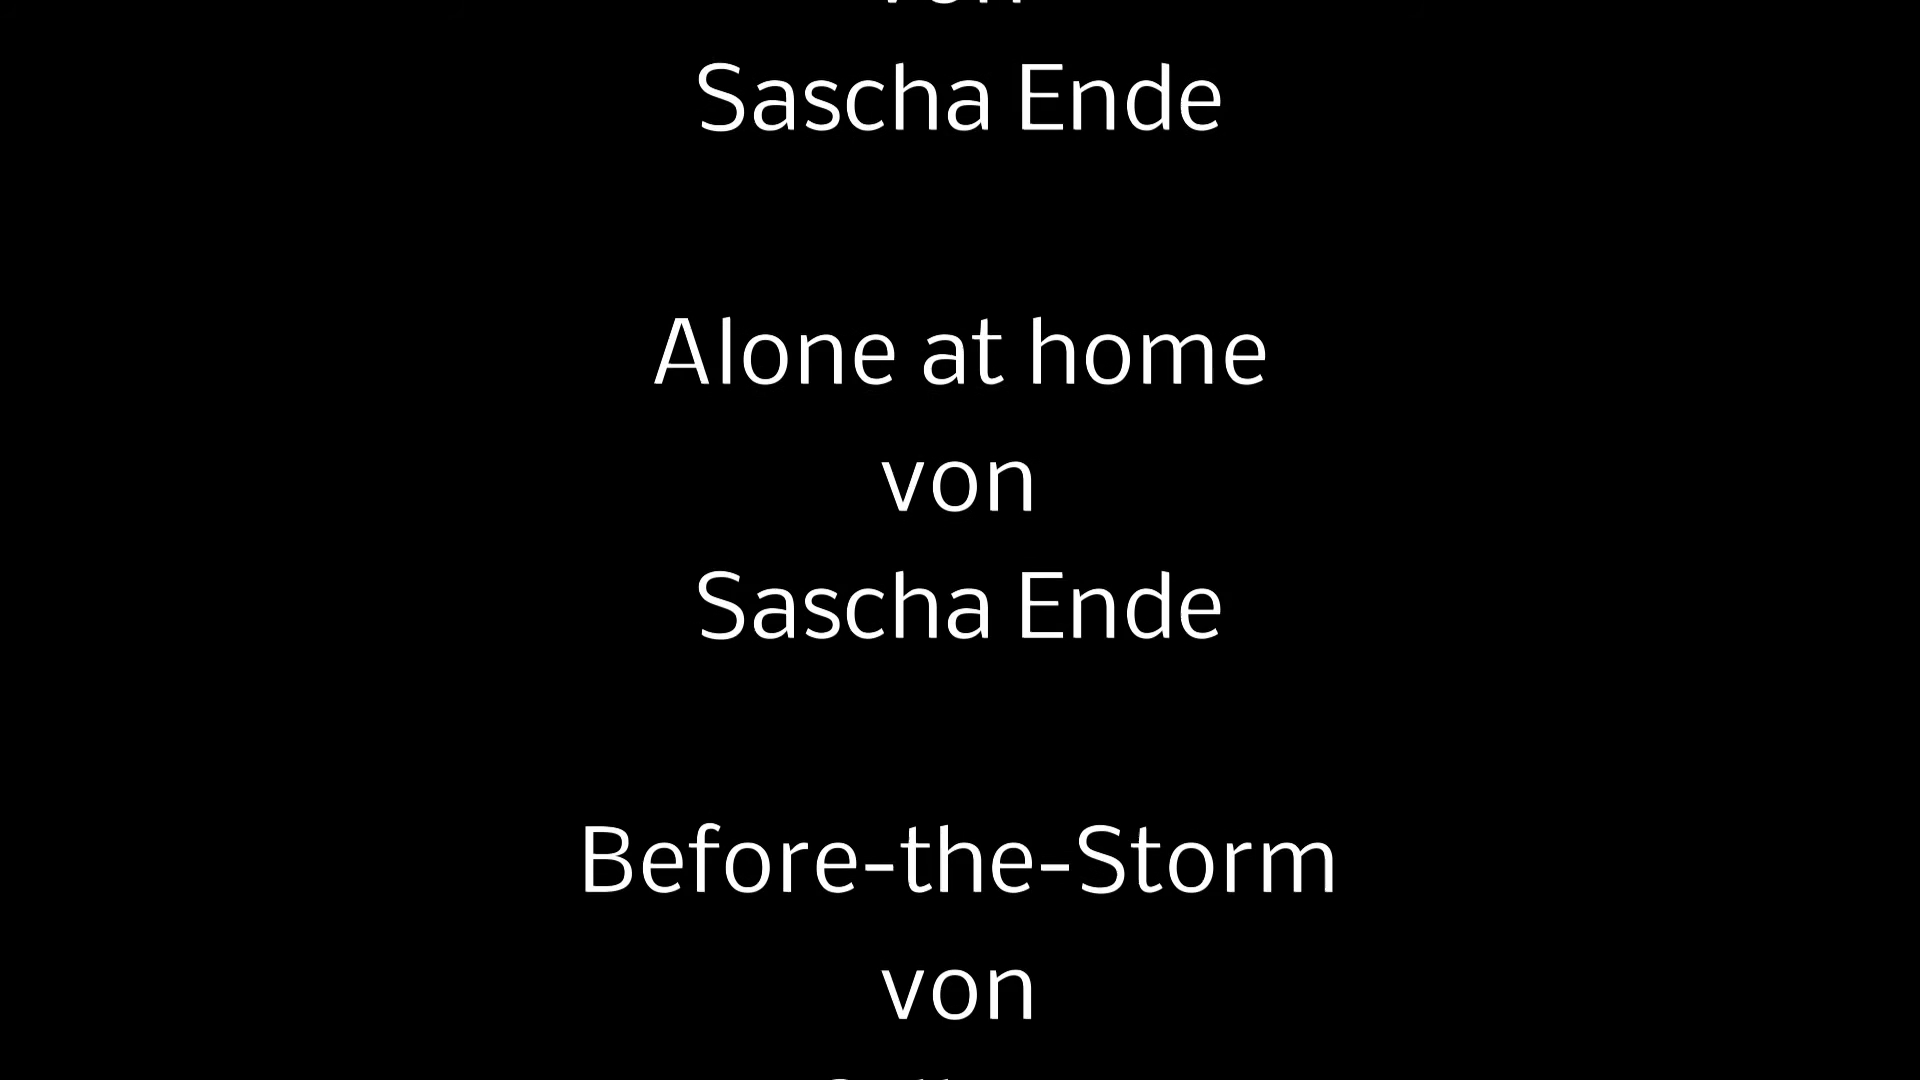 Sascha Ende
Alone at home
von
Sascha Ende
Before-the-Storm
von